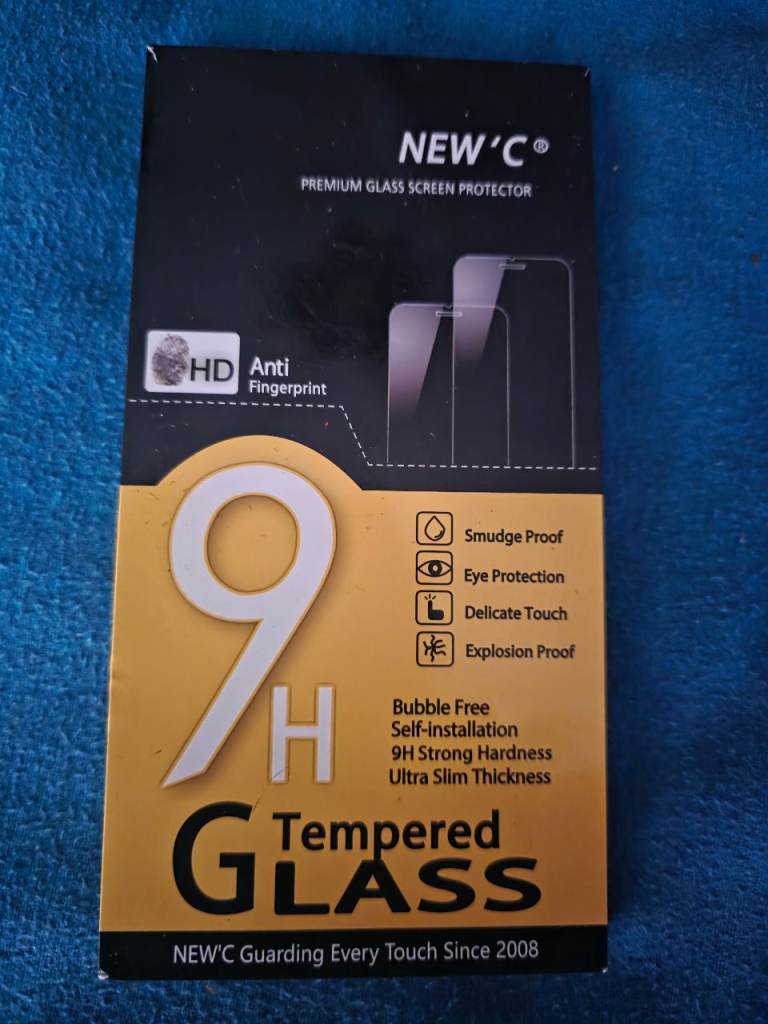 NEW'C®
PREMIUM GLASS SCREEN PROTECTOR
HD
Anti
Fingerprint
9H
Smudge Proof
Eye Protection
Delicate Touch
Explosion Proof
Bubble Free
Self-installation
9H Strong Hardness
Ultra Slim Thickness
Tempered
GLASS
NEW'C Guarding Every Touch Since 2008